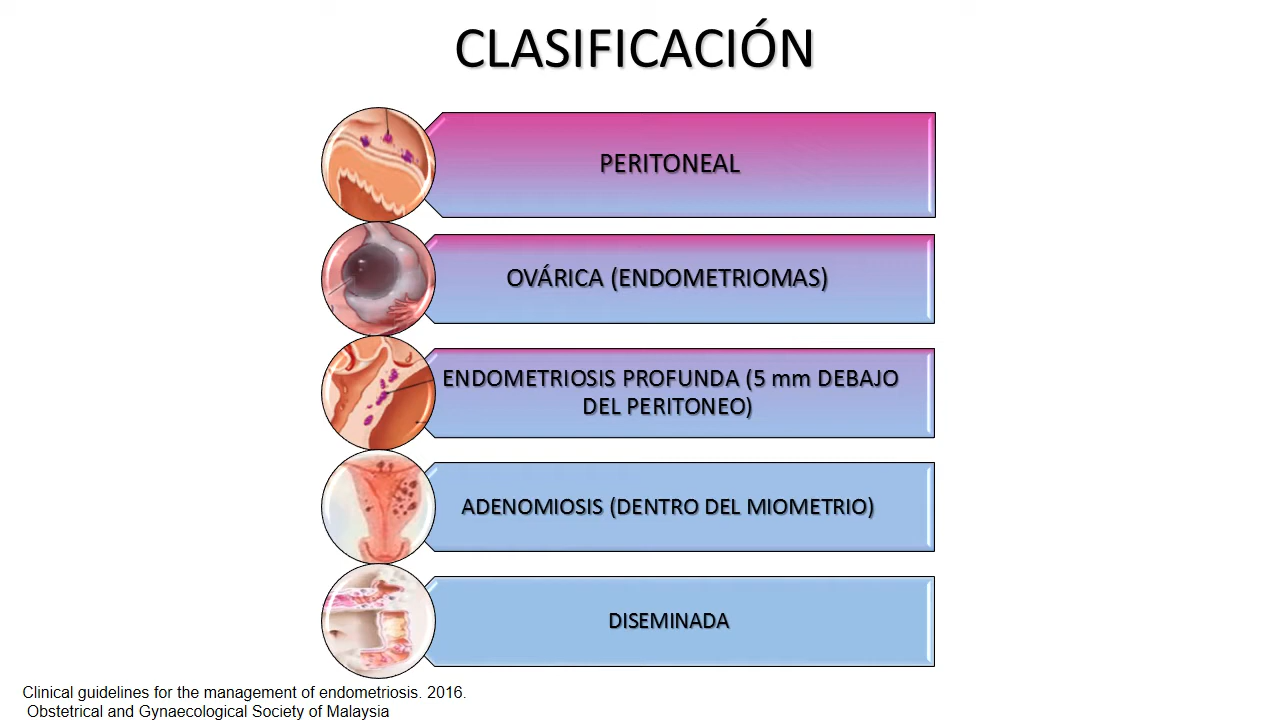 CLASIFICACIÓN
PERITONEAL
OVÁRICA (ENDOMETRIOMAS)
ENDOMETRIOSIS PROFUNDA (5 mm DEBAJO
DEL PERITONEO)
ADENOMIOSIS (DENTRO DEL MIOMETRIO)
DISEMINADA
Clinical guidelines for the management of endometriosis. 2016.
Obstetrical and Gynaecological Society of Malaysia